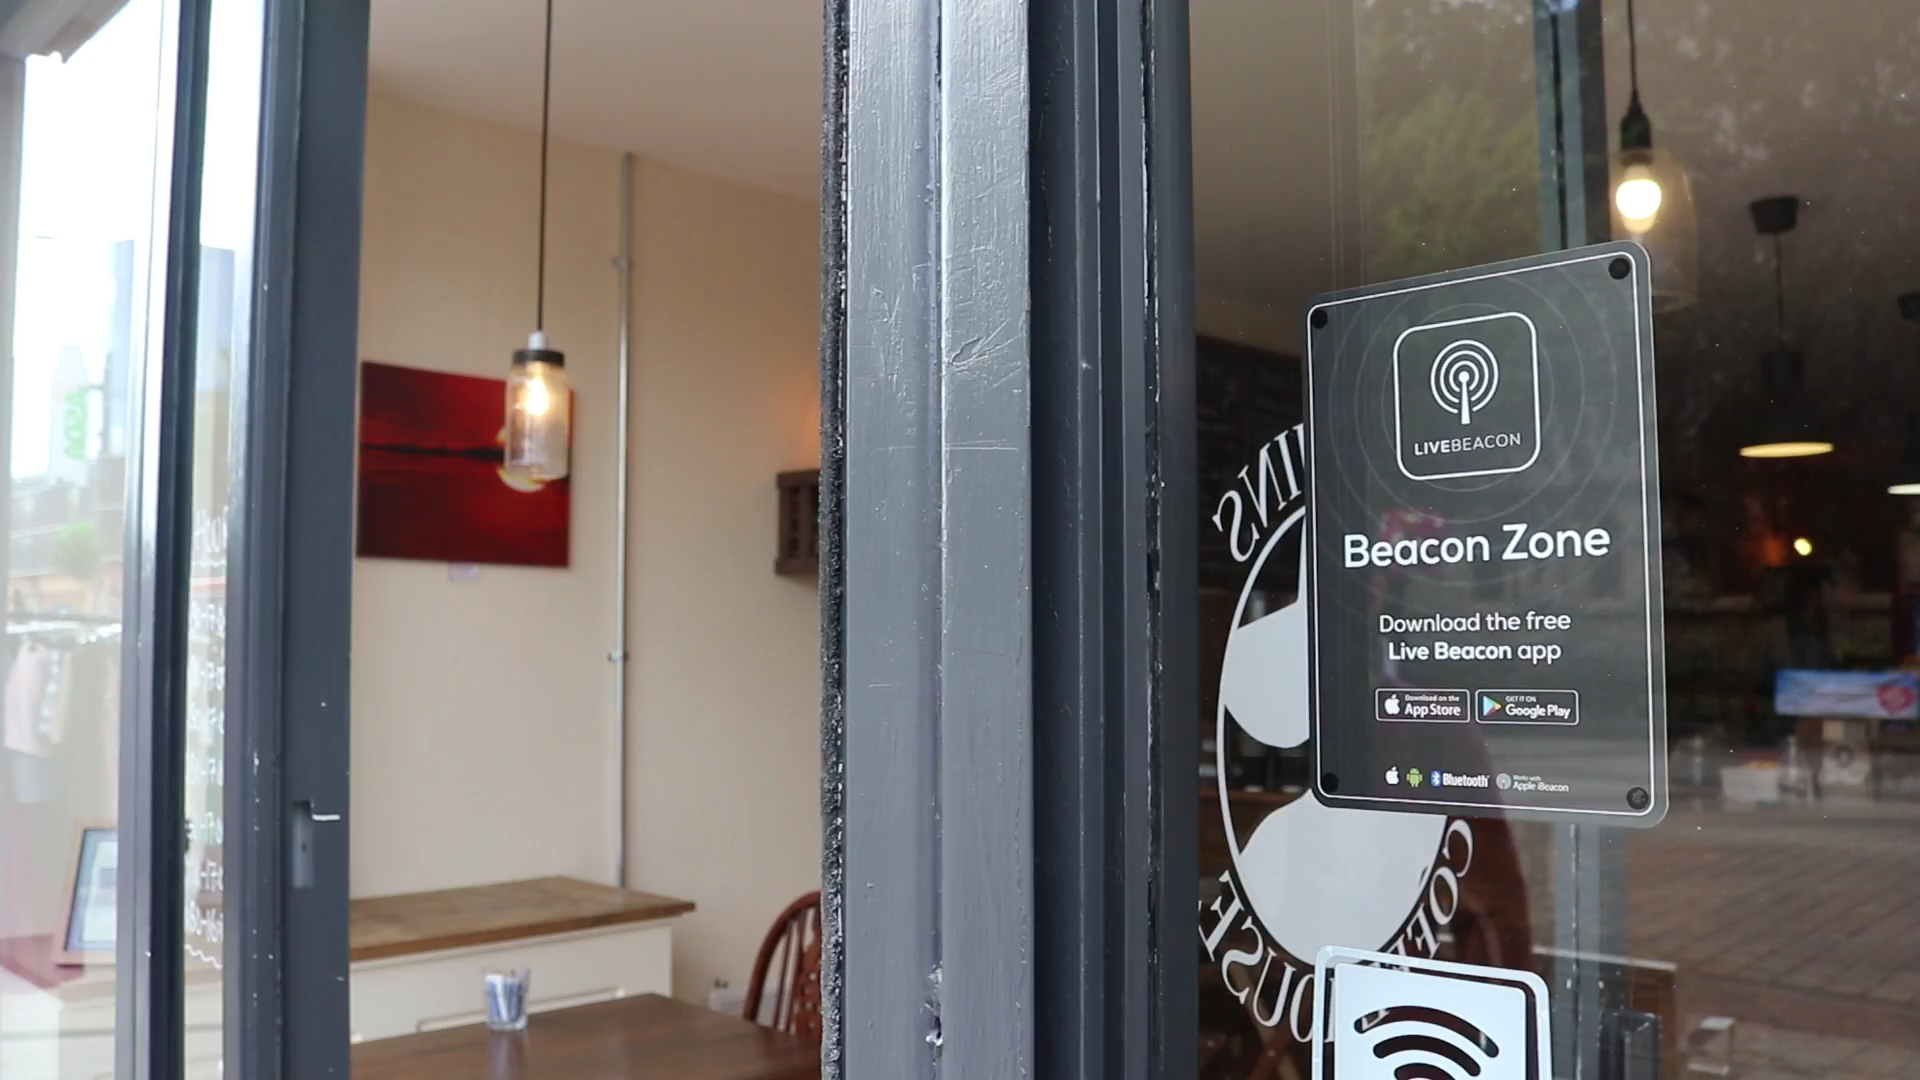 LIVEBEACON
Beacon Zone
Download the free
Live Beacon app
Download on the
App Store
GET IT ON
Google Play
Bluetooth
Works with
Apple iBeacon
COFFEE
HOUSE